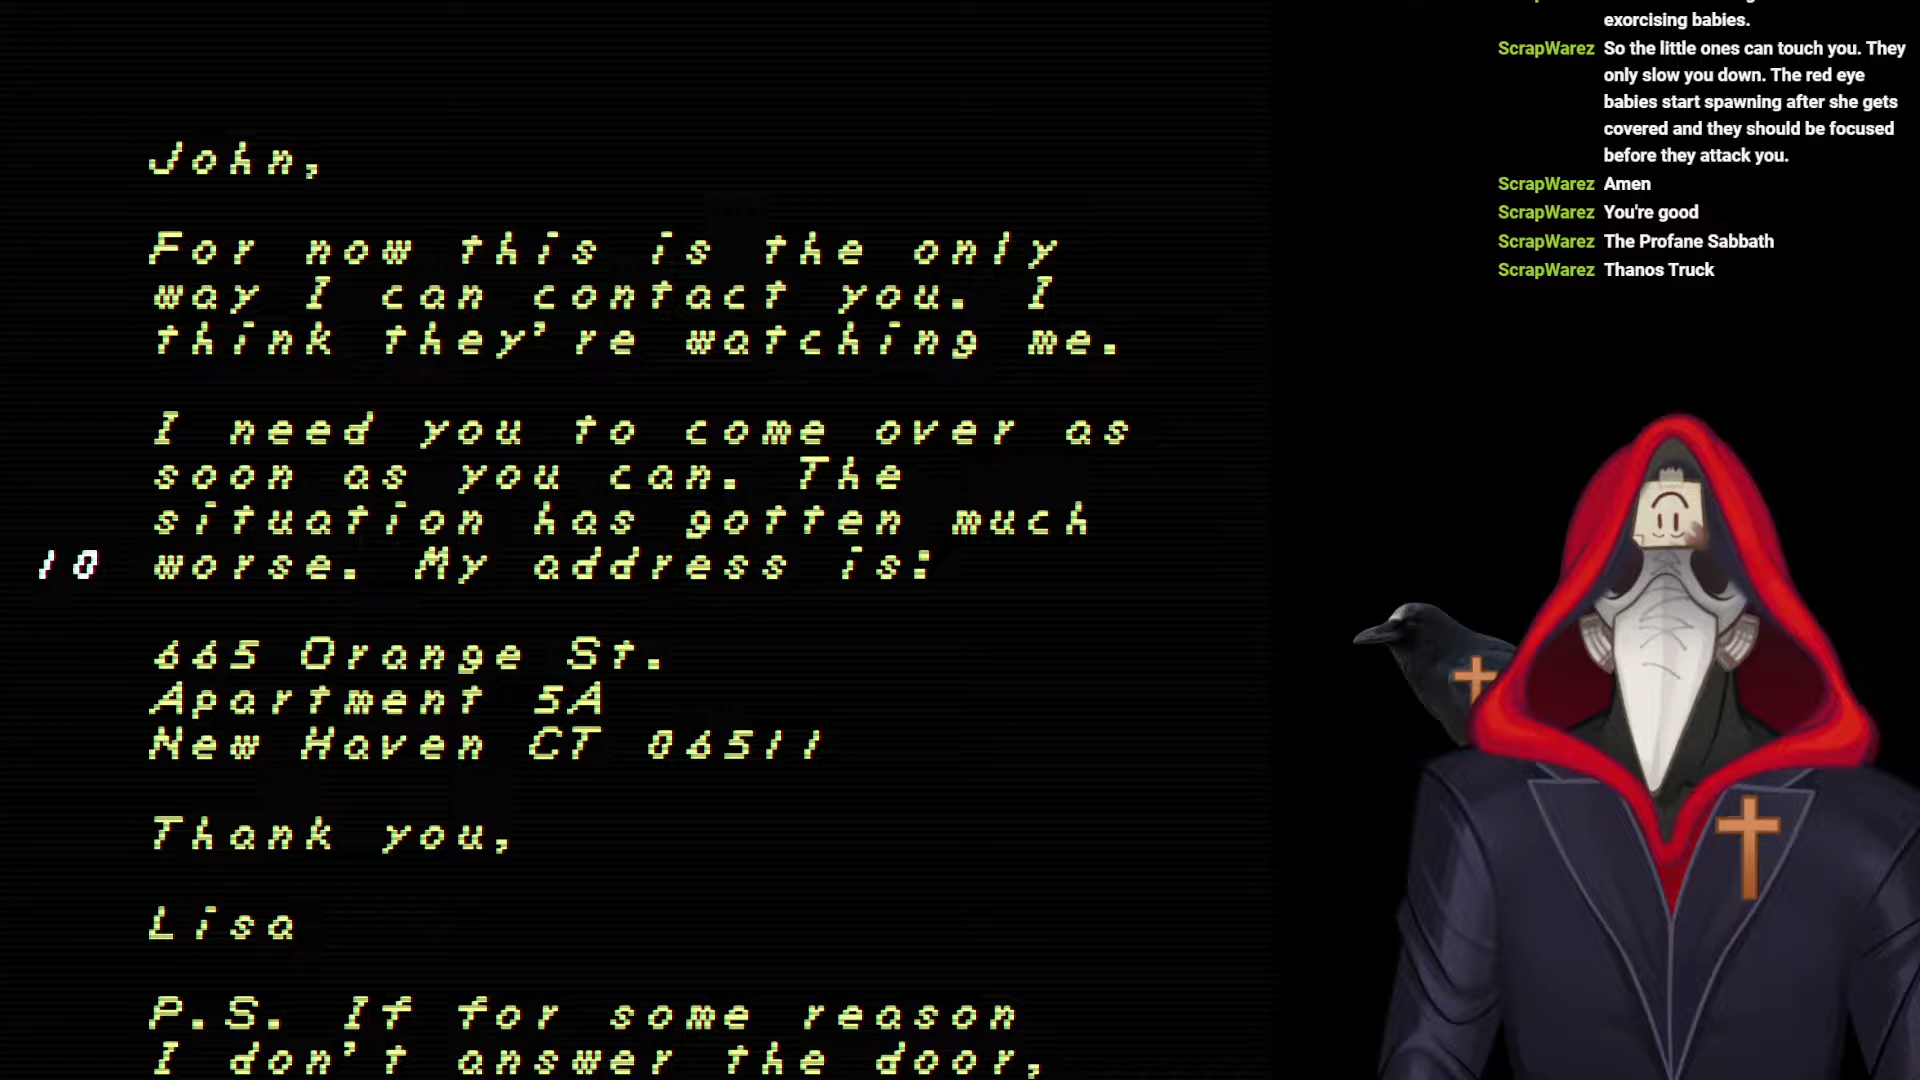 John,
For now this is the only
way I can contact you. I
think they're watching me.
I need you to come over as
soon as you can. The
situation has gotten much
10 worse. My address is:
665 Orange St.
Apartment 5A
New Haven CT 06511
Thank you,
Lisa
P.S. If for some reason
I don't answer the door,
exorcising babies.
ScrapWarez So the little ones can touch you. They
only slow you down. The red eye
babies start spawning after she gets
covered and they should be focused
before they attack you.
ScrapWarez Amen
ScrapWarez You're good
ScrapWarez The Profane Sabbath
ScrapWarez Thanos Truck